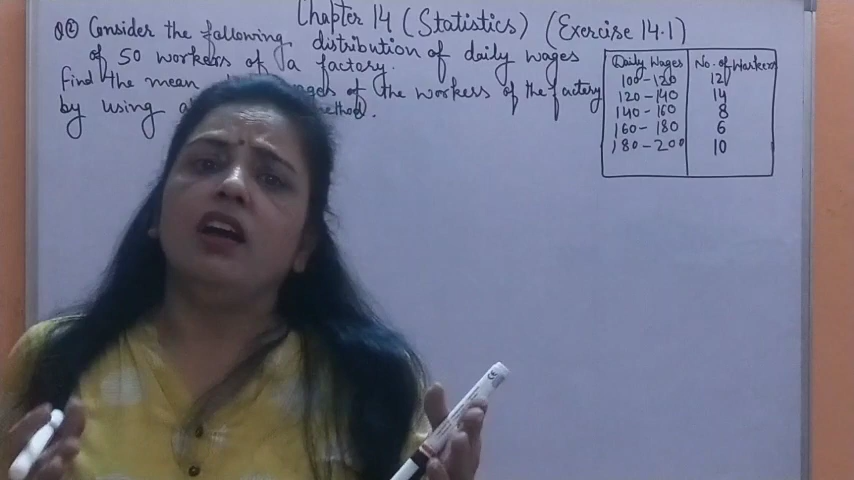 Chapter 14 (Statistics) (Exercise 14.1)
Q② Consider the following distribution of daily wages
of 50 workers of a factory.
Find the mean of the workers of the factory
by using
Daily Wages No. of Workers
100-120 12
120-140 14
140-160 8
160-180 6
180-200 10